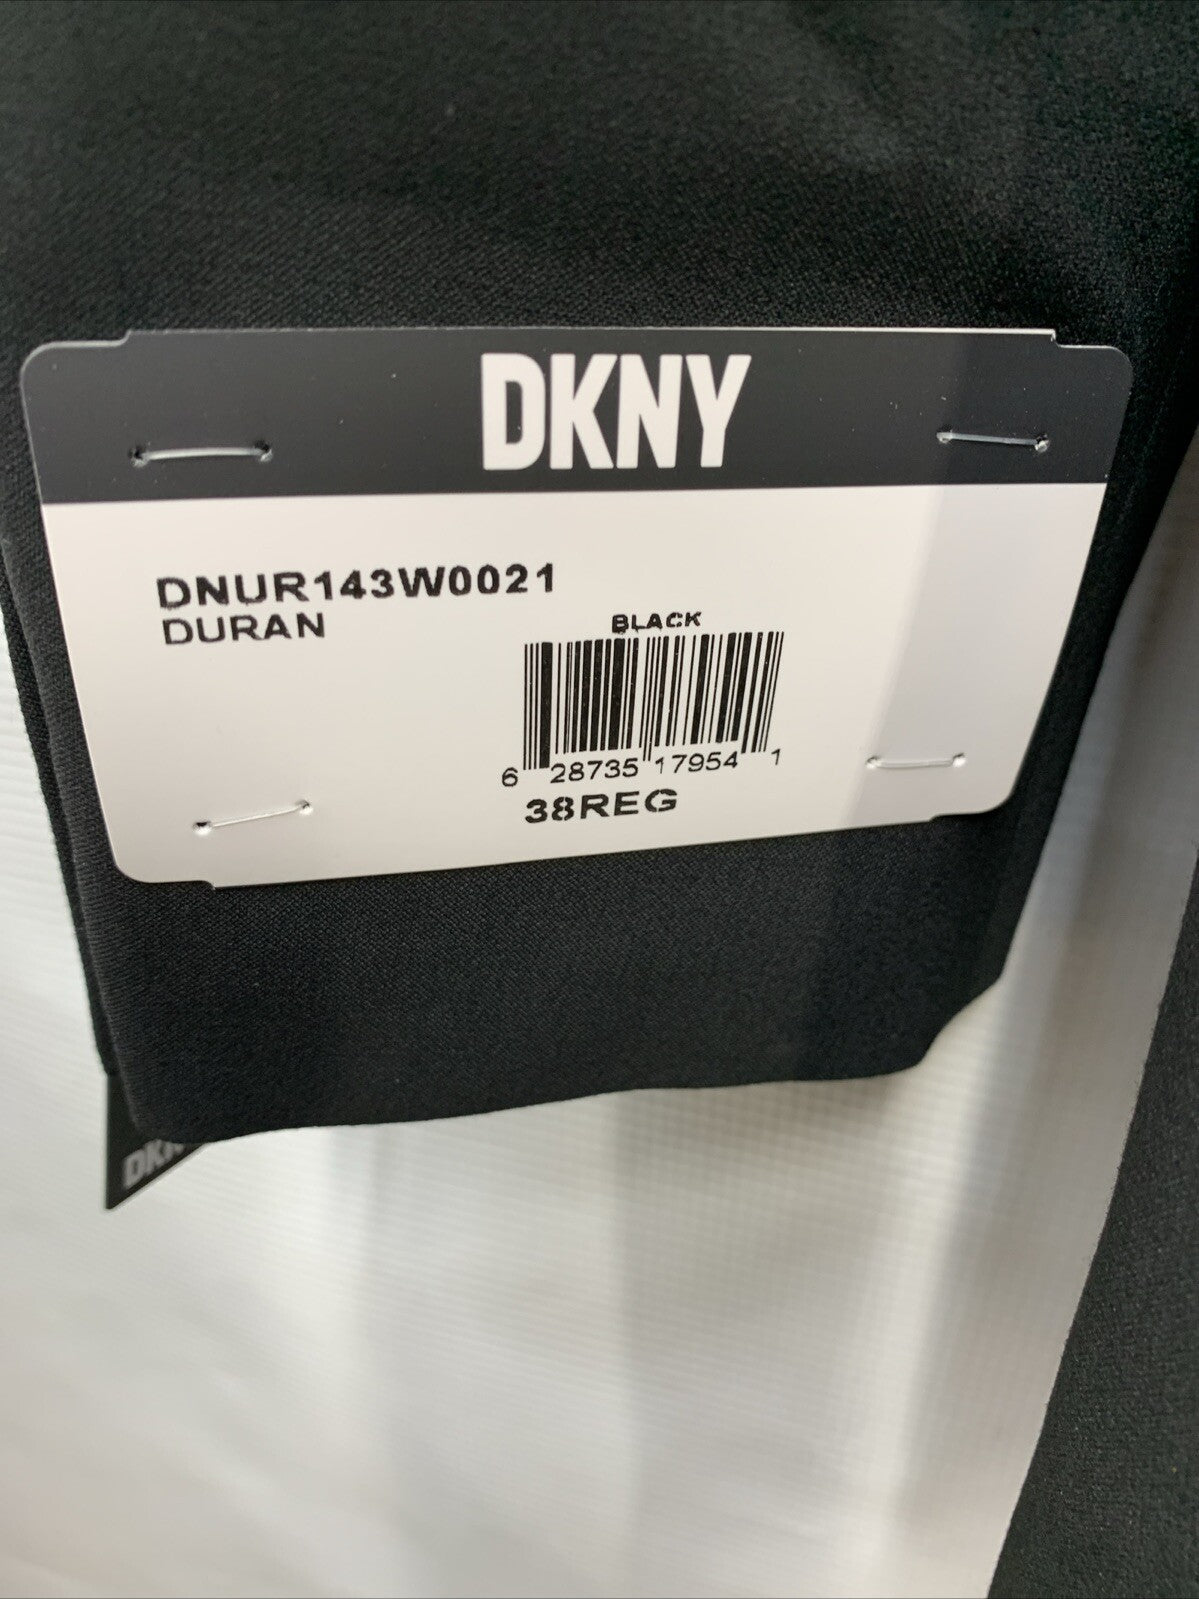 DKNY
DNUR143W0021
DURAN
BLACK
6 28735 17954 1
38REG